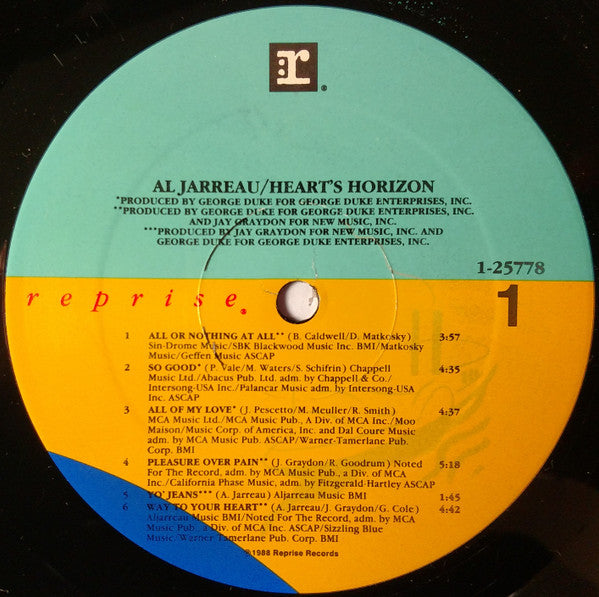 r®
AL JARREAU/HEART'S HORIZON
*PRODUCED BY GEORGE DUKE FOR GEORGE DUKE ENTERPRISES, INC.
**PRODUCED BY GEORGE DUKE FOR GEORGE DUKE ENTERPRISES, INC.
AND JAY GRAYDON FOR NEW MUSIC, INC.
***PRODUCED BY JAY GRAYDON FOR NEW MUSIC, INC. AND
GEORGE DUKE FOR GEORGE DUKE ENTERPRISES, INC.
1-25778
reprise® 1
1 ALL OR NOTHING AT ALL** (B. Caldwell/D. Matkosky) 3:57
Sin-Drome Music/SBK Blackwood Music Inc. BMI/Matkosky
Music/Geffen Music ASCAP
2 SO GOOD* (P. Vale/M. Waters/S. Schifrin) Chappell 4:35
Music Ltd./Abacus Pub. Ltd. adm. by Chappell & Co./
Intersong-USA Inc./Palancar Music adm. by Intersong-USA
Inc. ASCAP
3 ALL OF MY LOVE* (J. Pescetto/M. Meuller/R. Smith) 4:37
MCA Music Ltd./MCA Music Pub., A Div. of MCA Inc./Moo
Maison/Music Corp. of America, Inc. and Dal Coure Music
adm. by MCA Music Pub. ASCAP/Warner-Tamerlane Pub.
Corp. BMI
4 PLEASURE OVER PAIN** (J. Graydon/R. Goodrum) Noted 5:18
For The Record, adm. by MCA Music Pub., a Div. of MCA
Inc./California Phase Music, adm. by Fitzgerald-Hartley ASCAP
5 YO' JEANS*** (A. Jarreau) Aljarreau Music BMI 1:45
6 WAY TO YOUR HEART** (A. Jarreau/J. Graydon/G. Cole) 4:42
Aljarreau Music BMI/Noted For The Record, adm. by MCA
Music Pub., a Div. of MCA Inc. ASCAP/Sizzling Blue
Music/Warner Tamerlane Pub. Corp. BMI
℗1988 Reprise Records